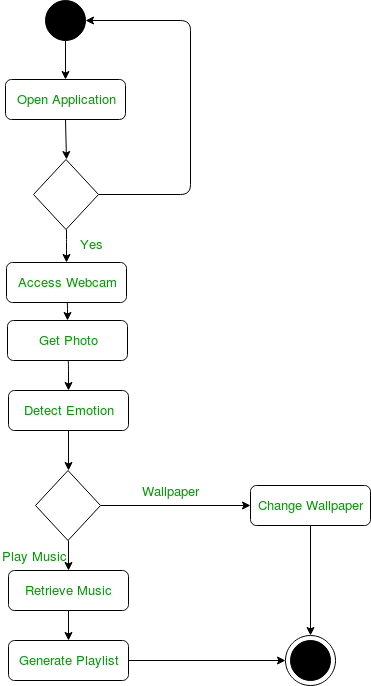 Open Application
Yes
Access Webcam
Get Photo
Detect Emotion
Wallpaper
Change Wallpaper
Play Music
Retrieve Music
Generate Playlist